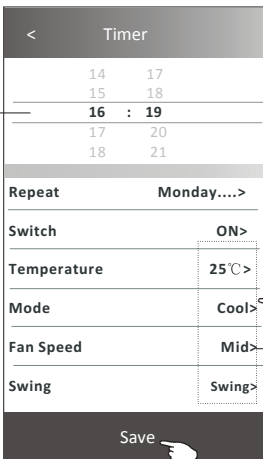 < Timer
14 17
15 18
16 : 19
17 20
18 21
Repeat Monday....>
Switch ON>
Temperature 25℃>
Mode Cool>
Fan Speed Mid>
Swing Swing>
Save